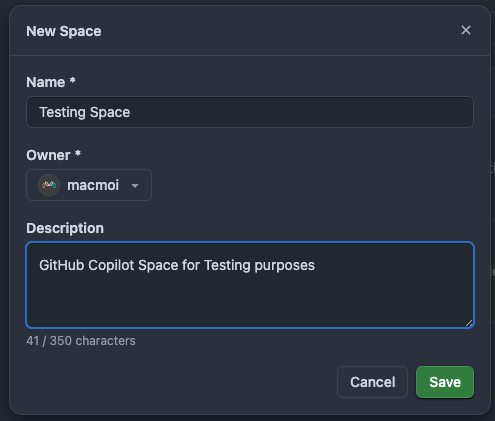 New Space
Name *
Testing Space
Owner *
macmoi
Description
GitHub Copilot Space for Testing purposes
41 / 350 characters
Cancel Save